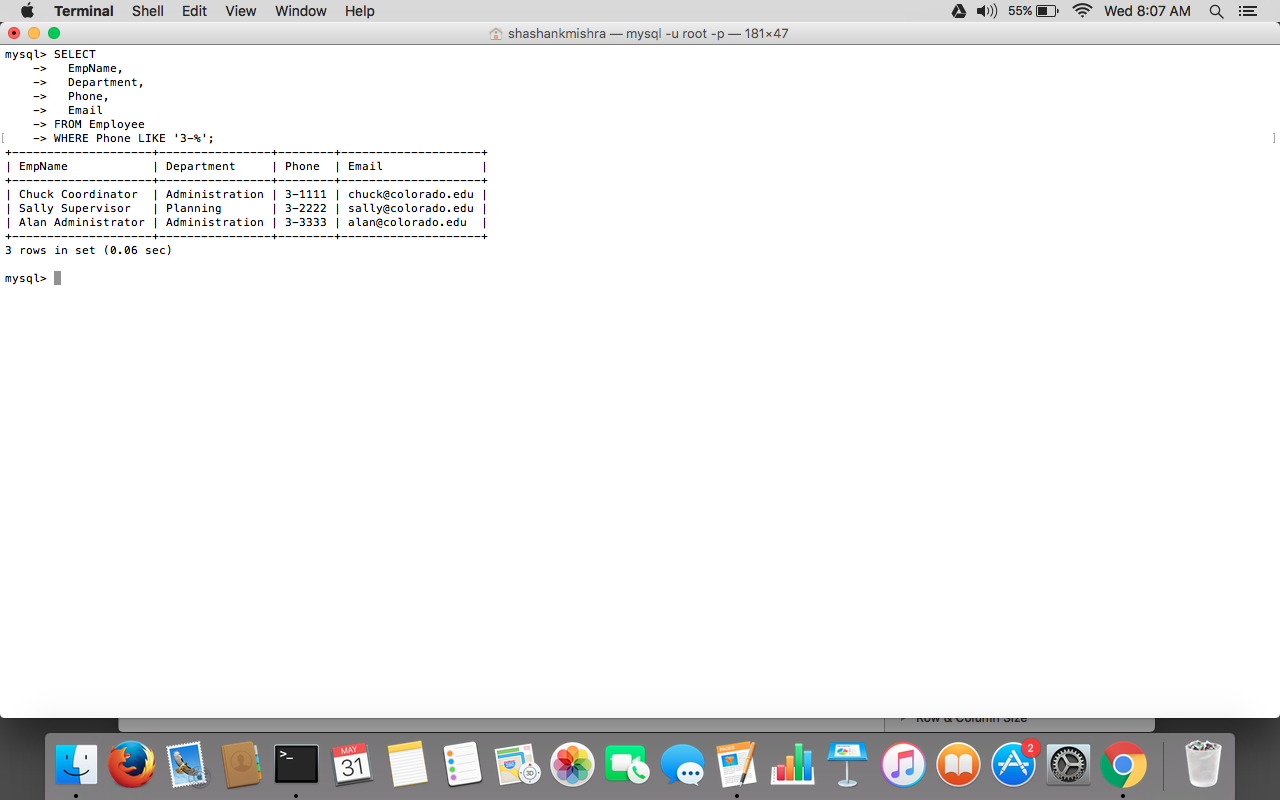 Terminal Shell Edit View Window Help 55% Wed 8:07 AM
shashankmishra — mysql -u root -p — 181×47
mysql> SELECT
    ->   EmpName,
    ->   Department,
    ->   Phone,
    ->   Email
    -> FROM Employee
[    -> WHERE Phone LIKE '3-%'; ]
+--------------------+----------------+--------+--------------------+
| EmpName            | Department     | Phone  | Email              |
+--------------------+----------------+--------+--------------------+
| Chuck Coordinator  | Administration | 3-1111 | chuck@colorado.edu |
| Sally Supervisor   | Planning       | 3-2222 | sally@colorado.edu |
| Alan Administrator | Administration | 3-3333 | alan@colorado.edu  |
+--------------------+----------------+--------+--------------------+
3 rows in set (0.06 sec)
mysql>
Row & Column Size
>_
MAY
31
3D
PAGES
2